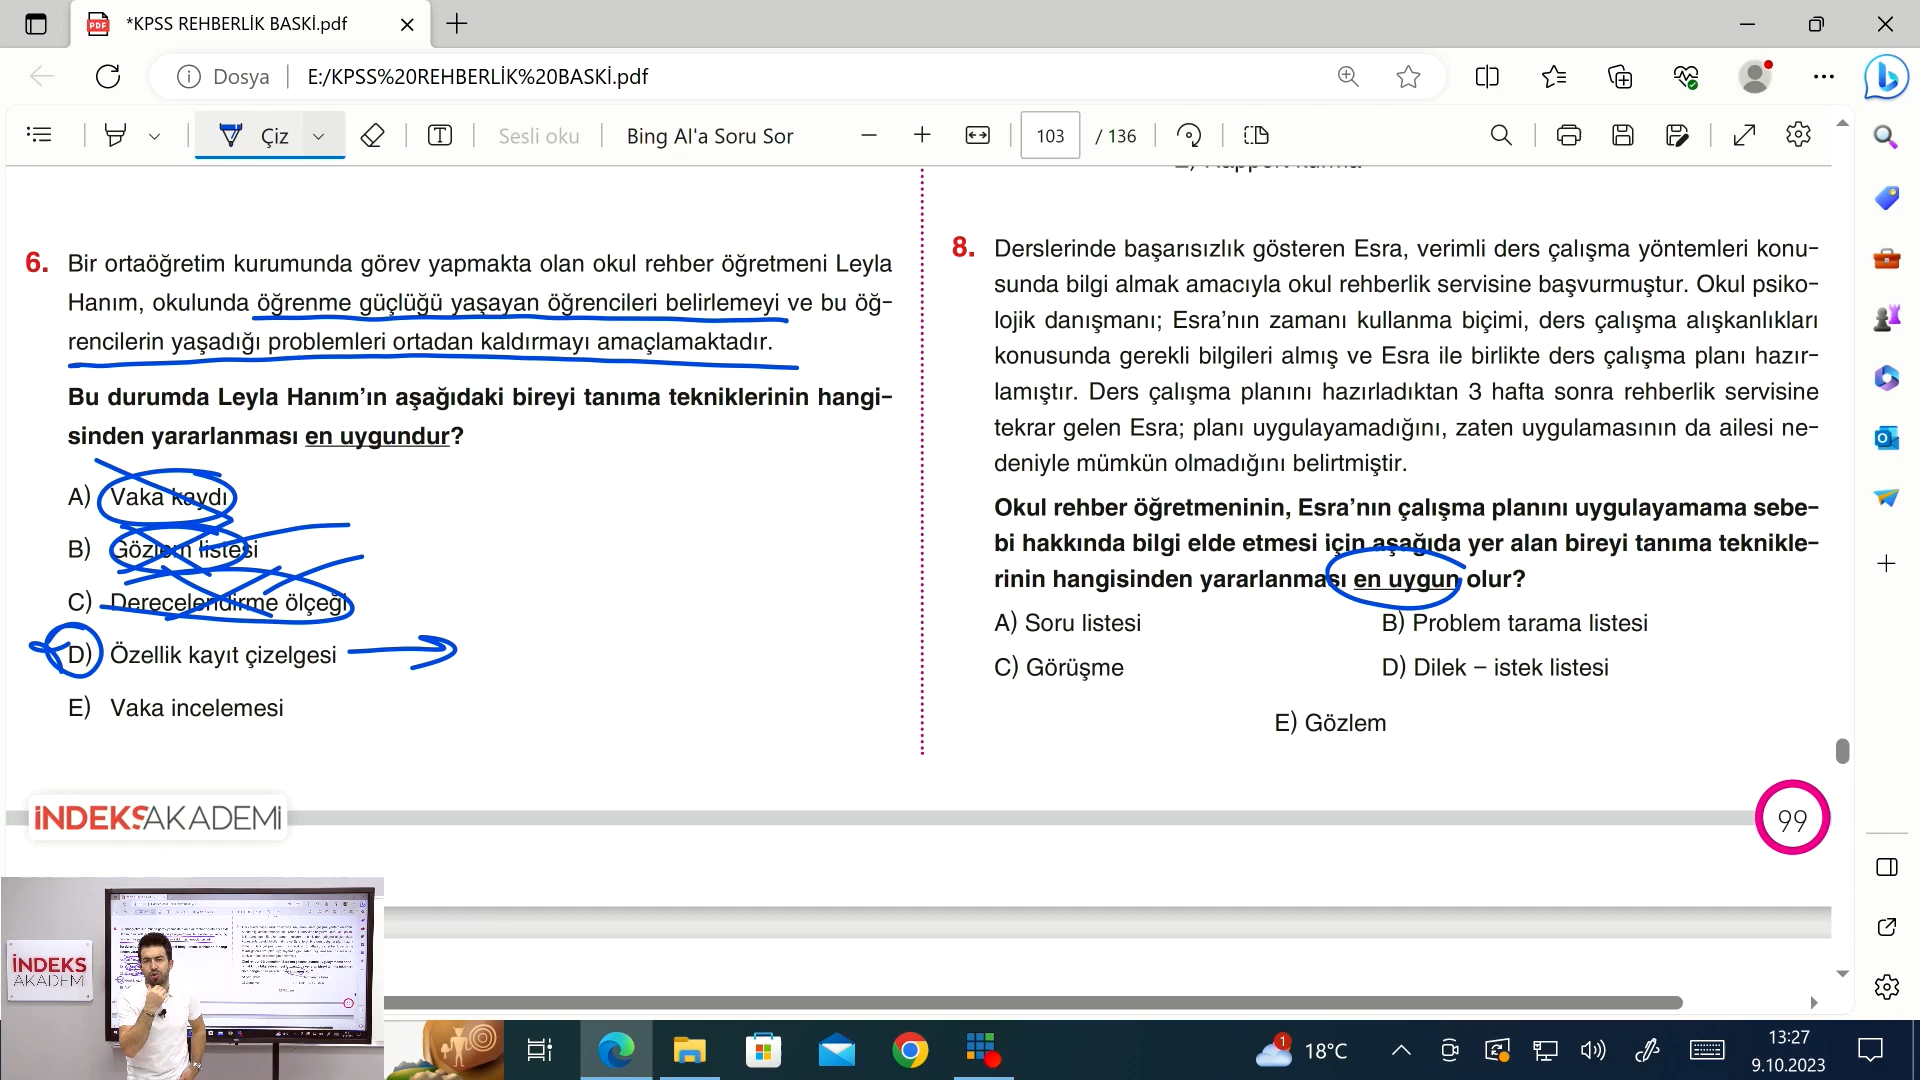 *KPSS REHBERLİK BASKİ.pdf
Dosya
E:/KPSS%20REHBERLİK%20BASKİ.pdf
Çiz
Sesli oku
Bing AI'a Soru Sor
103
/ 136
6. Bir ortaöğretim kurumunda görev yapmakta olan okul rehber öğretmeni Leyla
Hanım, okulunda öğrenme güçlüğü yaşayan öğrencileri belirlemeyi ve bu öğ-
rencilerin yaşadığı problemleri ortadan kaldırmayı amaçlamaktadır.
Bu durumda Leyla Hanım’ın aşağıdaki bireyi tanıma tekniklerinin hangi-
sinden yararlanması en uygundur?
A) Vaka kaydı
B) Gözlem listesi
C) Derecelendirme ölçeği
D) Özellik kayıt çizelgesi
E) Vaka incelemesi
8. Derslerinde başarısızlık gösteren Esra, verimli ders çalışma yöntemleri konu-
sunda bilgi almak amacıyla okul rehberlik servisine başvurmuştur. Okul psiko-
lojik danışmanı; Esra’nın zamanı kullanma biçimi, ders çalışma alışkanlıkları
konusunda gerekli bilgileri almış ve Esra ile birlikte ders çalışma planı hazır-
lamıştır. Ders çalışma planını hazırladıktan 3 hafta sonra rehberlik servisine
tekrar gelen Esra; planı uygulayamadığını, zaten uygulamasının da ailesi ne-
deniyle mümkün olmadığını belirtmiştir.
Okul rehber öğretmeninin, Esra’nın çalışma planını uygulayamama sebe-
bi hakkında bilgi elde etmesi için aşağıda yer alan bireyi tanıma teknikle-
rinin hangisinden yararlanması en uygun olur?
A) Soru listesi
B) Problem tarama listesi
C) Görüşme
D) Dilek – istek listesi
E) Gözlem
İNDEKSAKADEMİ
99
İNDEKS
AKADEMİ
1
18°C
13:27
9.10.2023